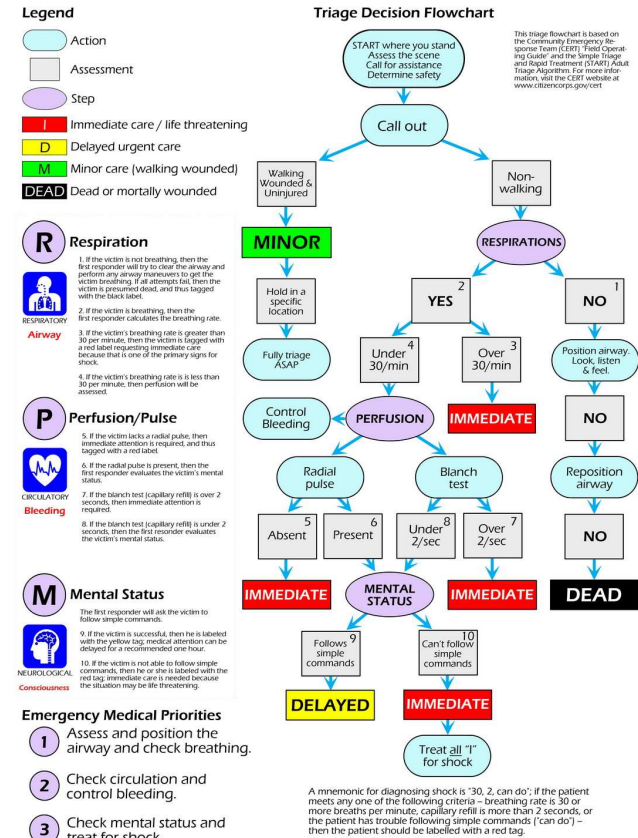 Legend
Action
Assessment
Step
I Immediate care / life threatening
D Delayed urgent care
M Minor care (walking wounded)
DEAD Dead or mortally wounded
R Respiration
1. If the victim is not breathing, then the
first responder will try to clear the airway and
perform any airway maneuvers to get the
victim breathing. If all attempts fail, then the
victim is presumed dead, and thus tagged
with the black label.
2. If the victim is breathing, then the
first responder calculates the breathing rate.
3. If the victim's breathing rate is greater than
30 per minute, then the victim is tagged with
a red label requesting immediate care
because that is one of the primary signs for
shock.
4. If the victim's breathing rate is is less than
30 per minute, then perfusion will be
assessed.
RESPIRATORY
Airway
P Perfusion/Pulse
5. If the victim lacks a radial pulse, then
immediate attention is required, and thus
tagged with a red label.
6. If the radial pulse is present, then the
first responder evaluates the victim's mental
status.
7. If the blanch test (capillary refill) is over 2
seconds, then immediate attention is
required.
8. If the blanch test (capillary refill) is under 2
seconds, then the first resonder evaluates
the victim's mental status.
CIRCULATORY
Bleeding
M Mental Status
The first responder will ask the victim to
follow simple commands.
9. If the victim is successful, then he is labeled
with the yellow tag; medical attention can be
delayed for a recommended one hour.
10. If the victim is not able to follow simple
commands, then he or she is labeled with the
red tag; immediate care is needed because
the situation may be life threatening.
NEUROLOGICAL
Consciousness
Emergency Medical Priorities
1 Assess and position the
airway and check breathing.
2 Check circulation and
control bleeding.
3 Check mental status and
treat for shock.
Triage Decision Flowchart
This triage flowchart is based on
the Community Emergency Re-
sponse Team (CERT) "Field Operat-
ing Guide" and the Simple Triage
and Rapid Treatment (START) Adult
Triage Algorithm. For more infor-
mation, visit the CERT website at
www.citizencorps.gov/cert
START where you stand
Assess the scene
Call for assistance
Determine safety
Call out
Walking
Wounded &
Uninjured
Non-
walking
MINOR
RESPIRATIONS
Hold in a
specific
location
2
YES
1
NO
Fully triage
ASAP
4
Under
30/min
3
Over
30/min
Position airway.
Look, listen
& feel.
Control
Bleeding
PERFUSION
IMMEDIATE
NO
Radial
pulse
Blanch
test
Reposition
airway
5
Absent
6
Present
8
Under
2/sec
7
Over
2/sec
NO
IMMEDIATE
MENTAL
STATUS
IMMEDIATE
DEAD
9
Follows
simple
commands
10
Can't follow
simple
commands
DELAYED
IMMEDIATE
Treat all "I"
for shock
A mnemonic for diagnosing shock is "30, 2, can do"; if the patient
meets any one of the following criteria – breathing rate is 30 or
more breaths per minute, capillary refill is more than 2 seconds, or
the patient has trouble following simple commands ("can do") –
then the patient should be labelled with a red tag.